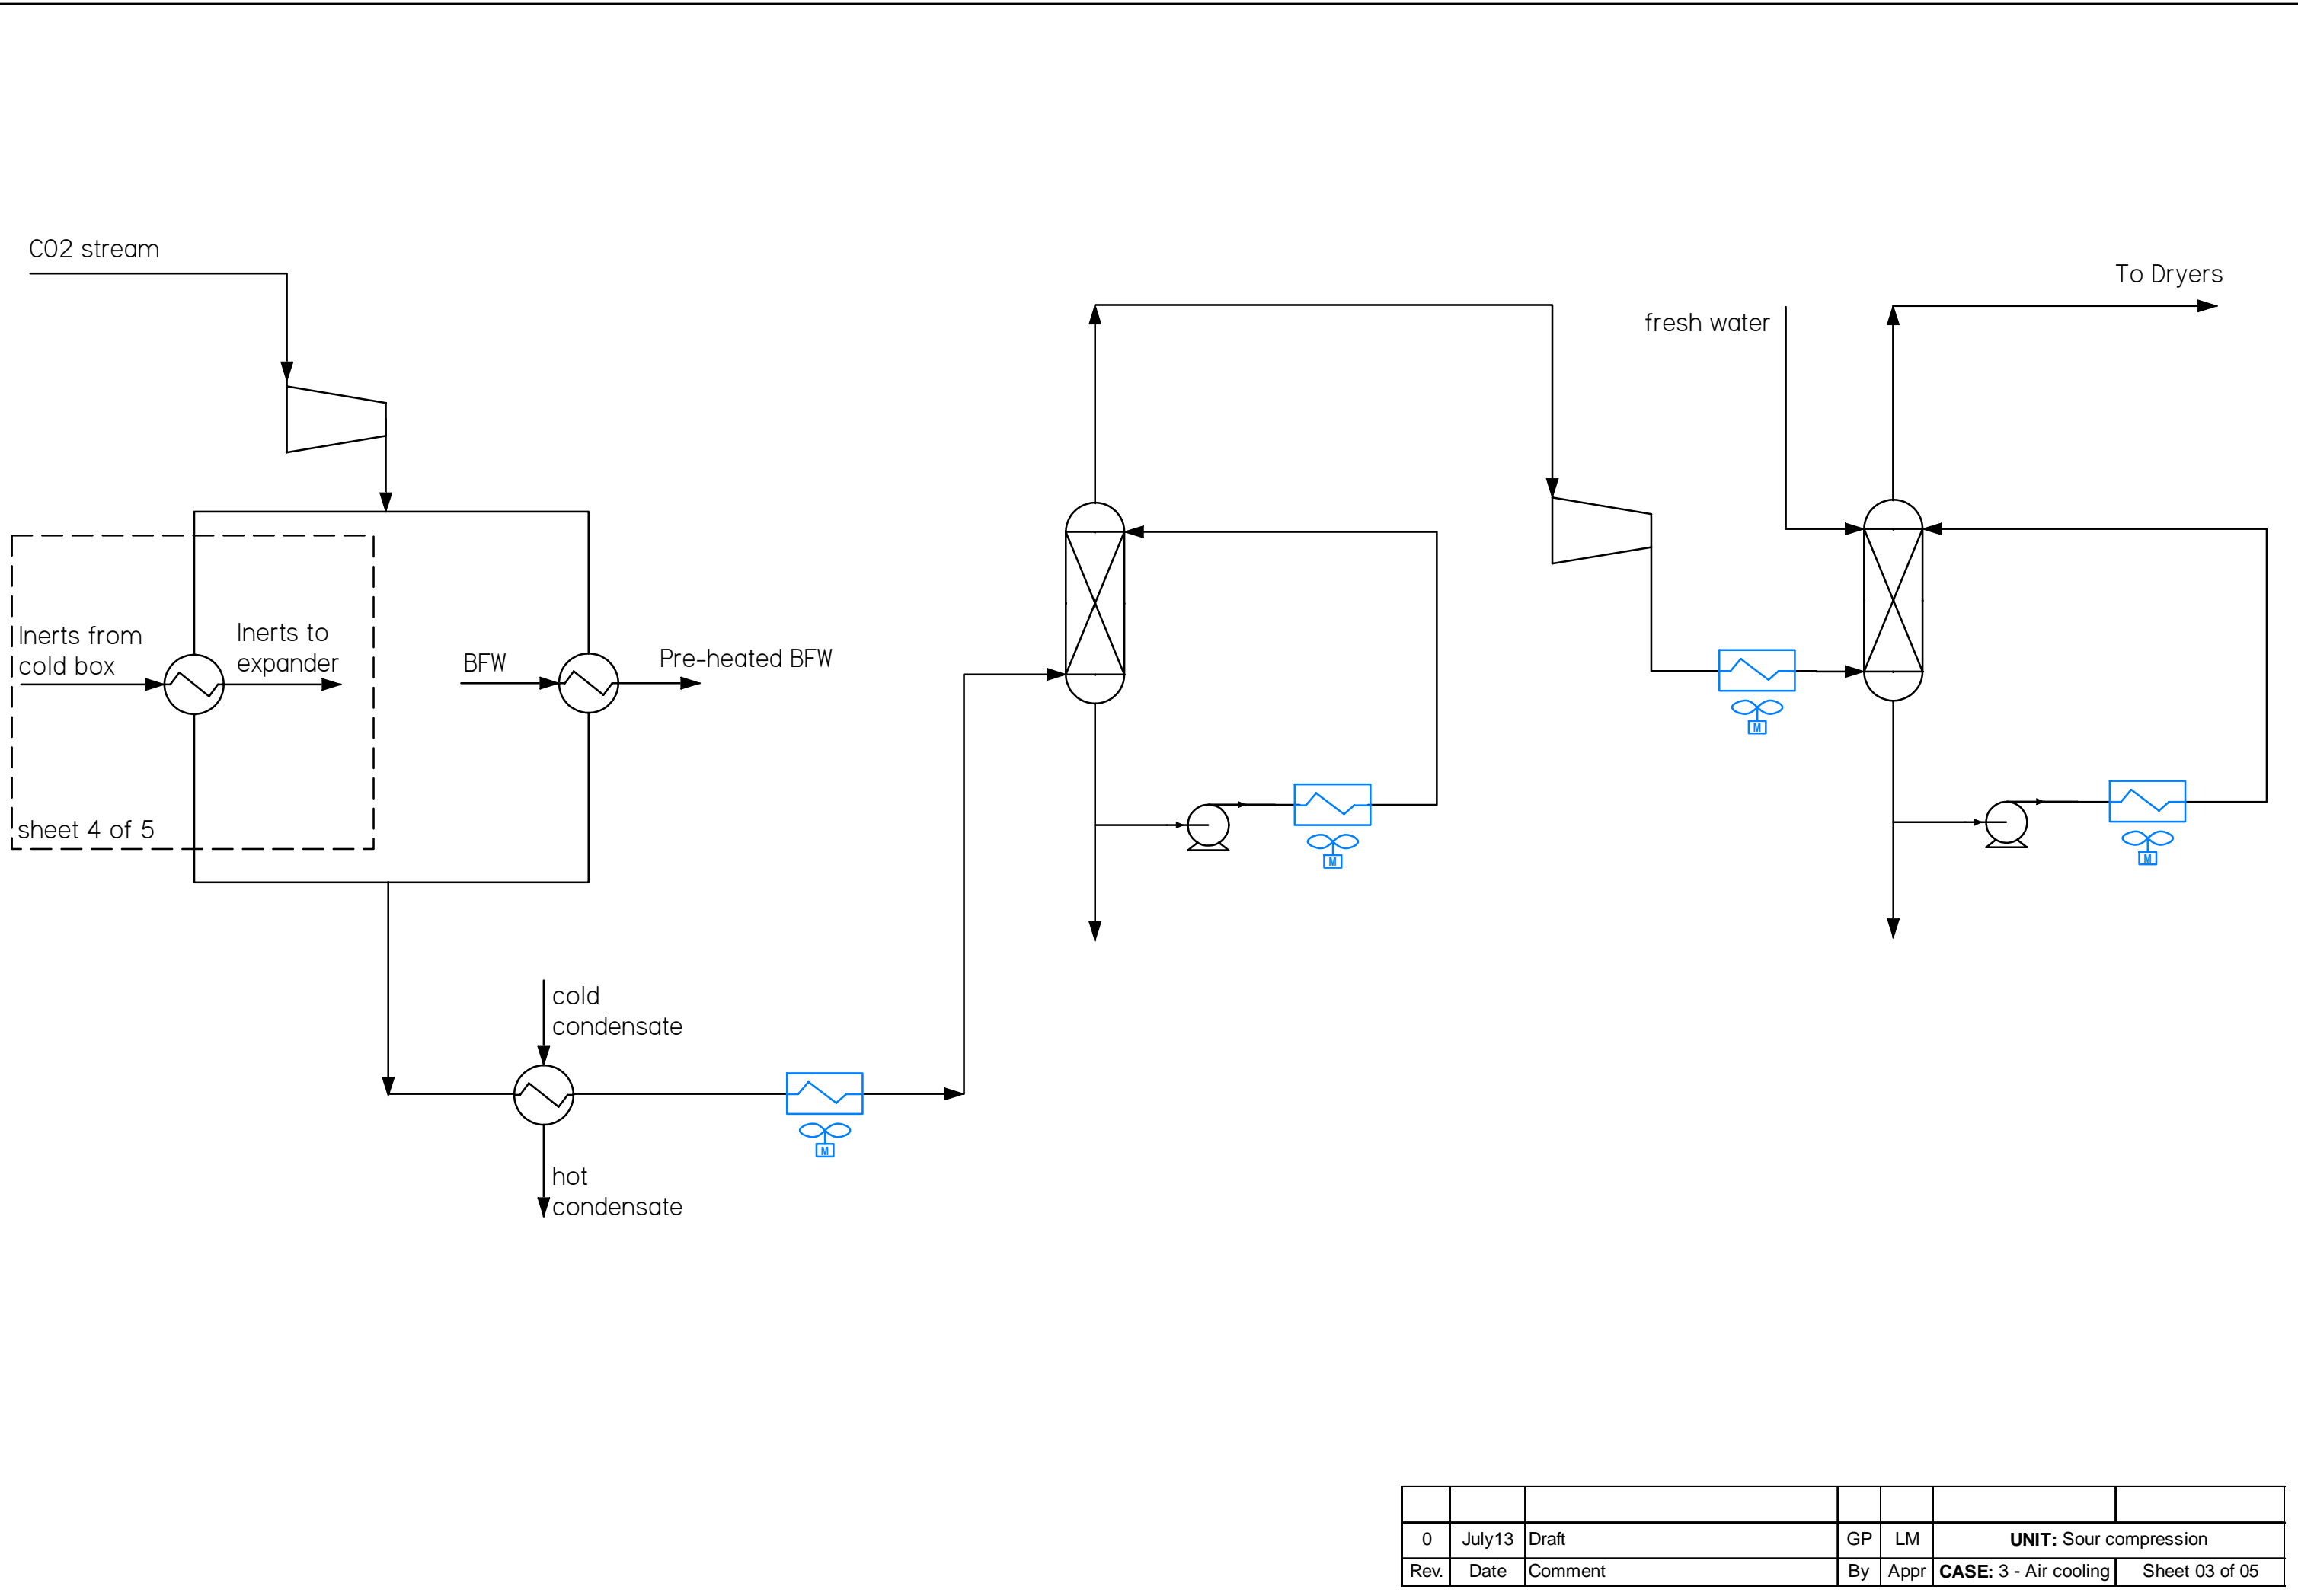 C02 stream
To Dryers
fresh water
Inerts from
cold box
Inerts to
expander
BFW
Pre-heated BFW
sheet 4 of 5
M
M
M
cold
condensate
M
M
hot
condensate
0 July13 Draft GP LM UNIT: Sour compression
Rev. Date Comment By Appr CASE: 3 - Air cooling Sheet 03 of 05